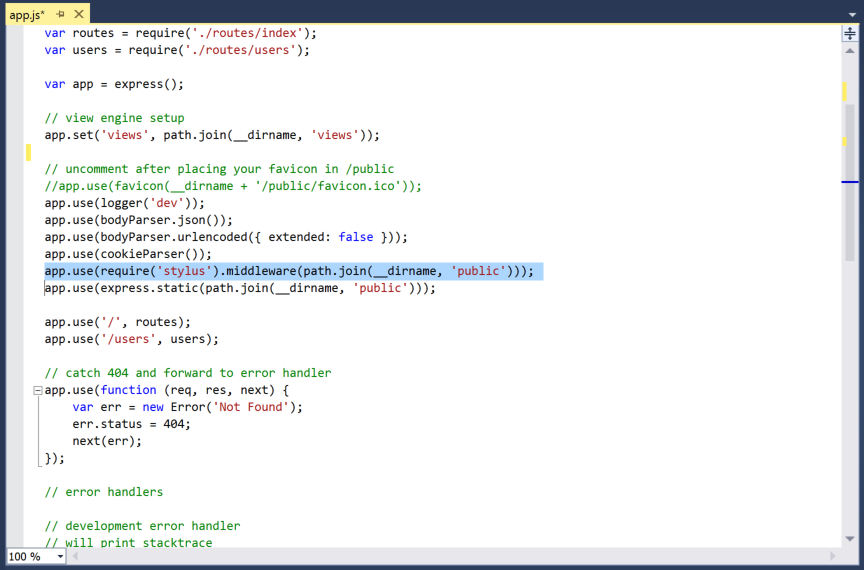 app.js*
var routes = require('./routes/index');
var users = require('./routes/users');
var app = express();
// view engine setup
app.set('views', path.join(__dirname, 'views'));
// uncomment after placing your favicon in /public
//app.use(favicon(__dirname + '/public/favicon.ico'));
app.use(logger('dev'));
app.use(bodyParser.json());
app.use(bodyParser.urlencoded({ extended: false }));
app.use(cookieParser());
app.use(require('stylus').middleware(path.join(__dirname, 'public')));
app.use(express.static(path.join(__dirname, 'public')));
app.use('/', routes);
app.use('/users', users);
// catch 404 and forward to error handler
app.use(function (req, res, next) {
    var err = new Error('Not Found');
    err.status = 404;
    next(err);
});
// error handlers
// development error handler
// will print stacktrace
100 %